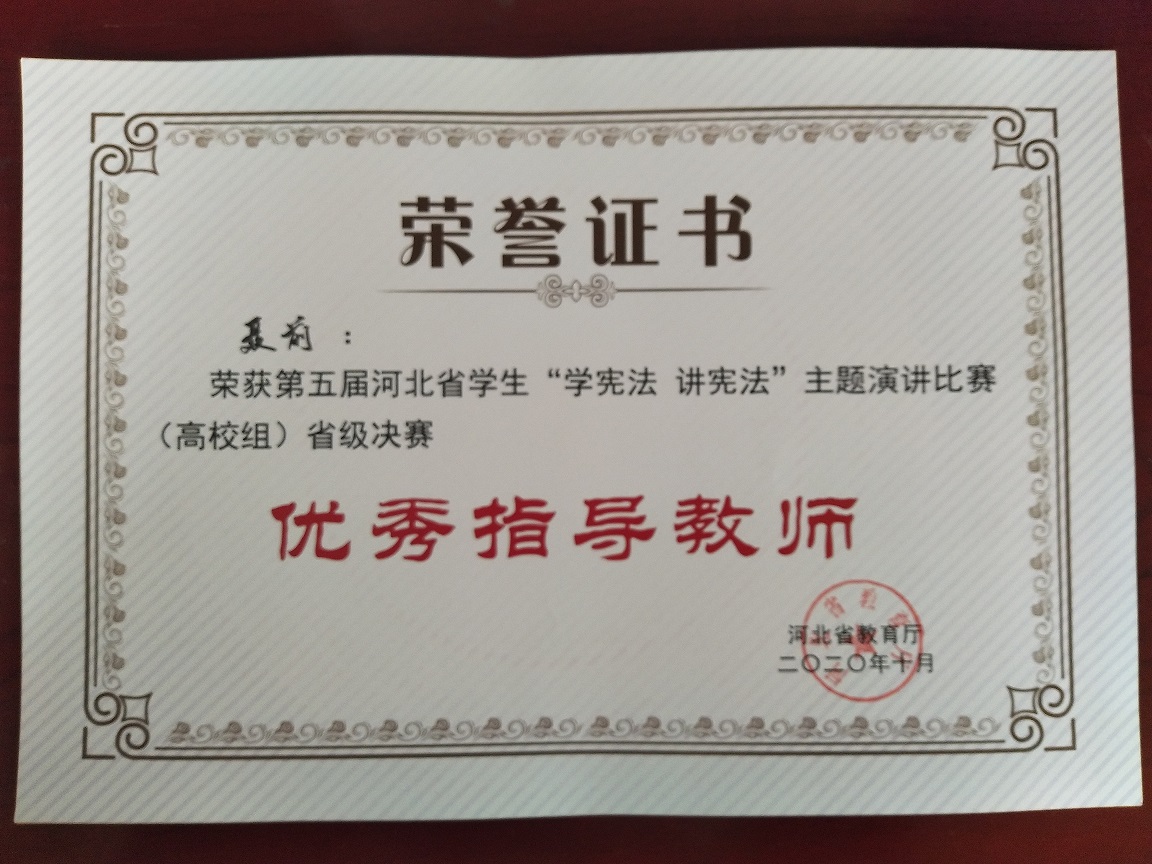 荣誉证书
聂前：
荣获第五届河北省学生“学宪法 讲宪法”主题演讲比赛
（高校组）省级决赛
优秀指导教师
河北省教育厅
二〇二〇年十月